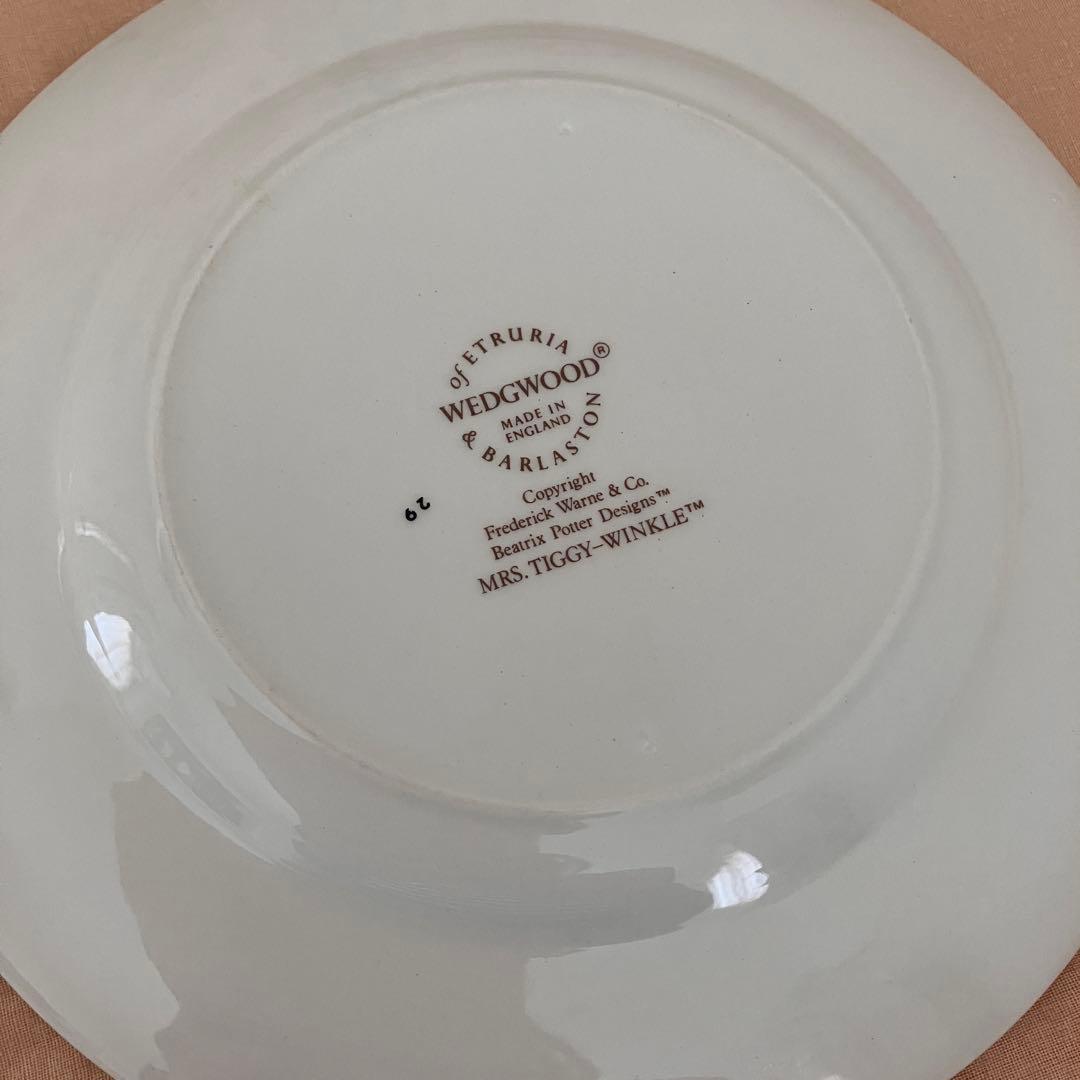 of ETRURIA
WEDGWOOD®
MADE IN
ENGLAND
& BARLASTON
Copyright
Frederick Warne & Co.
Beatrix Potter Designs™
MRS. TIGGY–WINKLE™
29